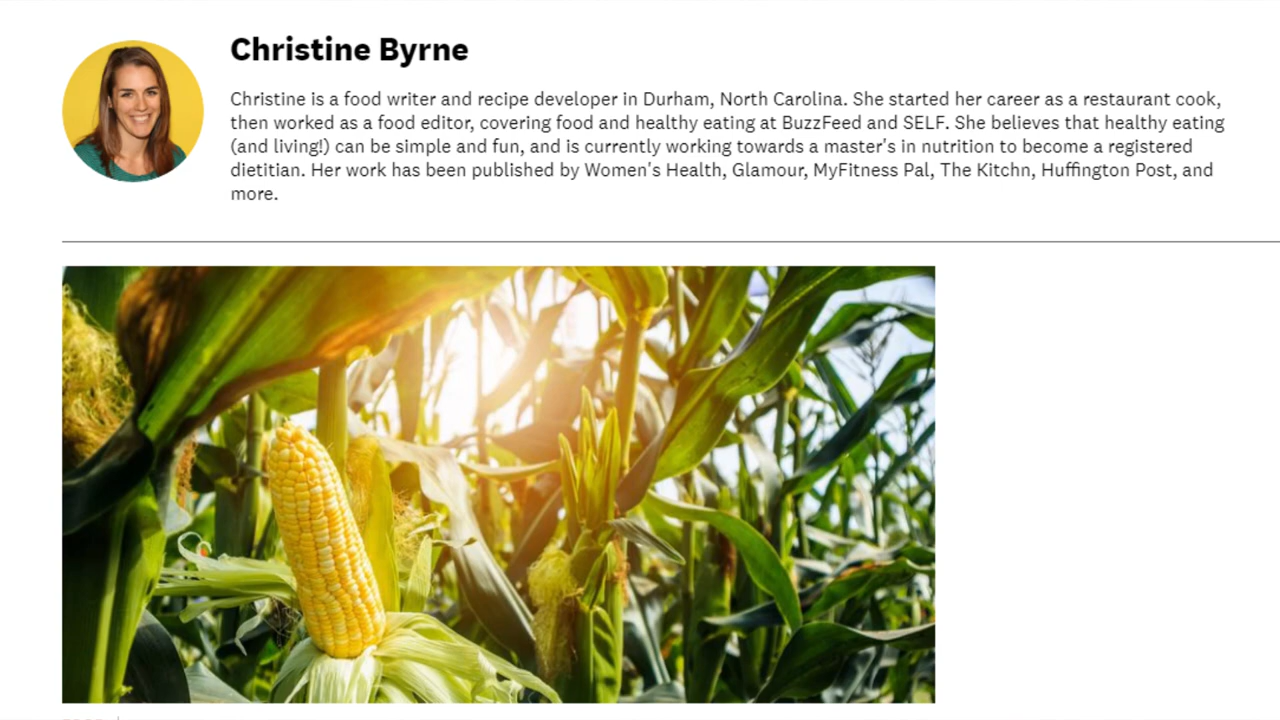 Christine Byrne
Christine is a food writer and recipe developer in Durham, North Carolina. She started her career as a restaurant cook,
then worked as a food editor, covering food and healthy eating at BuzzFeed and SELF. She believes that healthy eating
(and living!) can be simple and fun, and is currently working towards a master's in nutrition to become a registered
dietitian. Her work has been published by Women's Health, Glamour, MyFitness Pal, The Kitchn, Huffington Post, and
more.